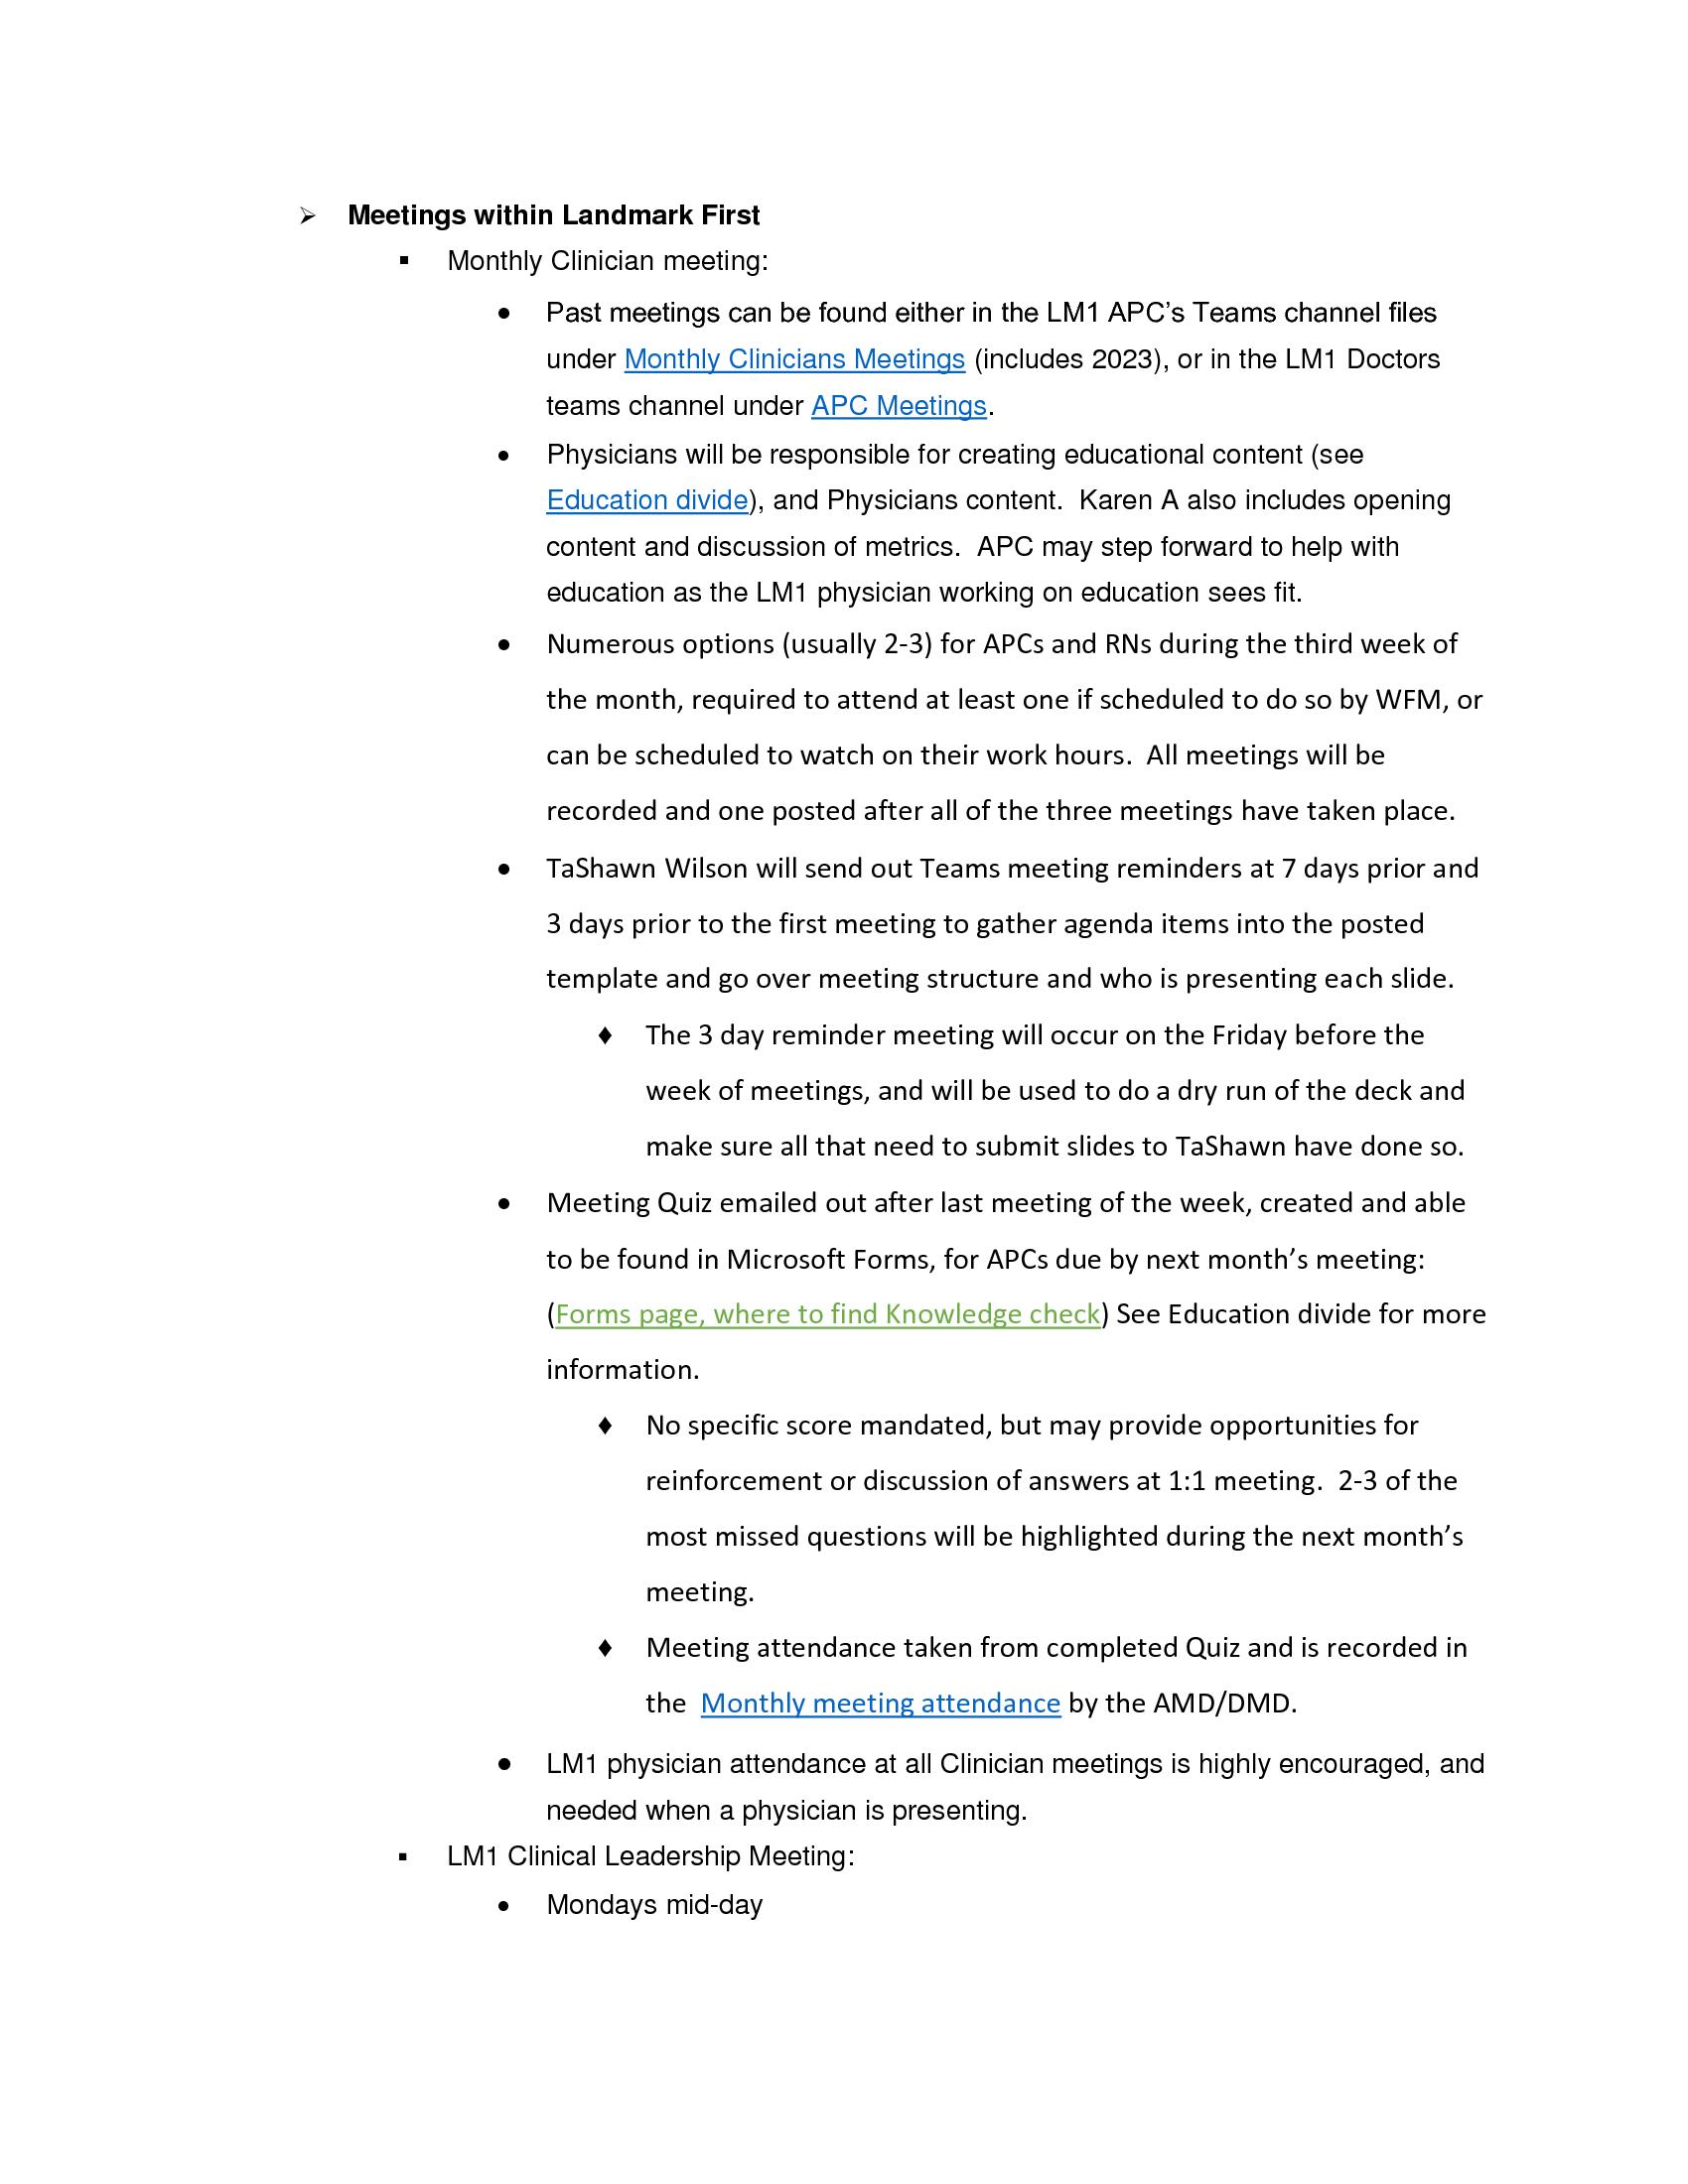 ➢ Meetings within Landmark First
▪ Monthly Clinician meeting:
● Past meetings can be found either in the LM1 APC’s Teams channel files
under Monthly Clinicians Meetings (includes 2023), or in the LM1 Doctors
teams channel under APC Meetings.
● Physicians will be responsible for creating educational content (see
Education divide), and Physicians content.  Karen A also includes opening
content and discussion of metrics.  APC may step forward to help with
education as the LM1 physician working on education sees fit.
● Numerous options (usually 2-3) for APCs and RNs during the third week of
the month, required to attend at least one if scheduled to do so by WFM, or
can be scheduled to watch on their work hours.  All meetings will be
recorded and one posted after all of the three meetings have taken place.
● TaShawn Wilson will send out Teams meeting reminders at 7 days prior and
3 days prior to the first meeting to gather agenda items into the posted
template and go over meeting structure and who is presenting each slide.
♦ The 3 day reminder meeting will occur on the Friday before the
week of meetings, and will be used to do a dry run of the deck and
make sure all that need to submit slides to TaShawn have done so.
● Meeting Quiz emailed out after last meeting of the week, created and able
to be found in Microsoft Forms, for APCs due by next month’s meeting:
(Forms page, where to find Knowledge check) See Education divide for more
information.
♦ No specific score mandated, but may provide opportunities for
reinforcement or discussion of answers at 1:1 meeting.  2-3 of the
most missed questions will be highlighted during the next month’s
meeting.
♦ Meeting attendance taken from completed Quiz and is recorded in
the  Monthly meeting attendance by the AMD/DMD.
● LM1 physician attendance at all Clinician meetings is highly encouraged, and
needed when a physician is presenting.
▪ LM1 Clinical Leadership Meeting:
● Mondays mid-day